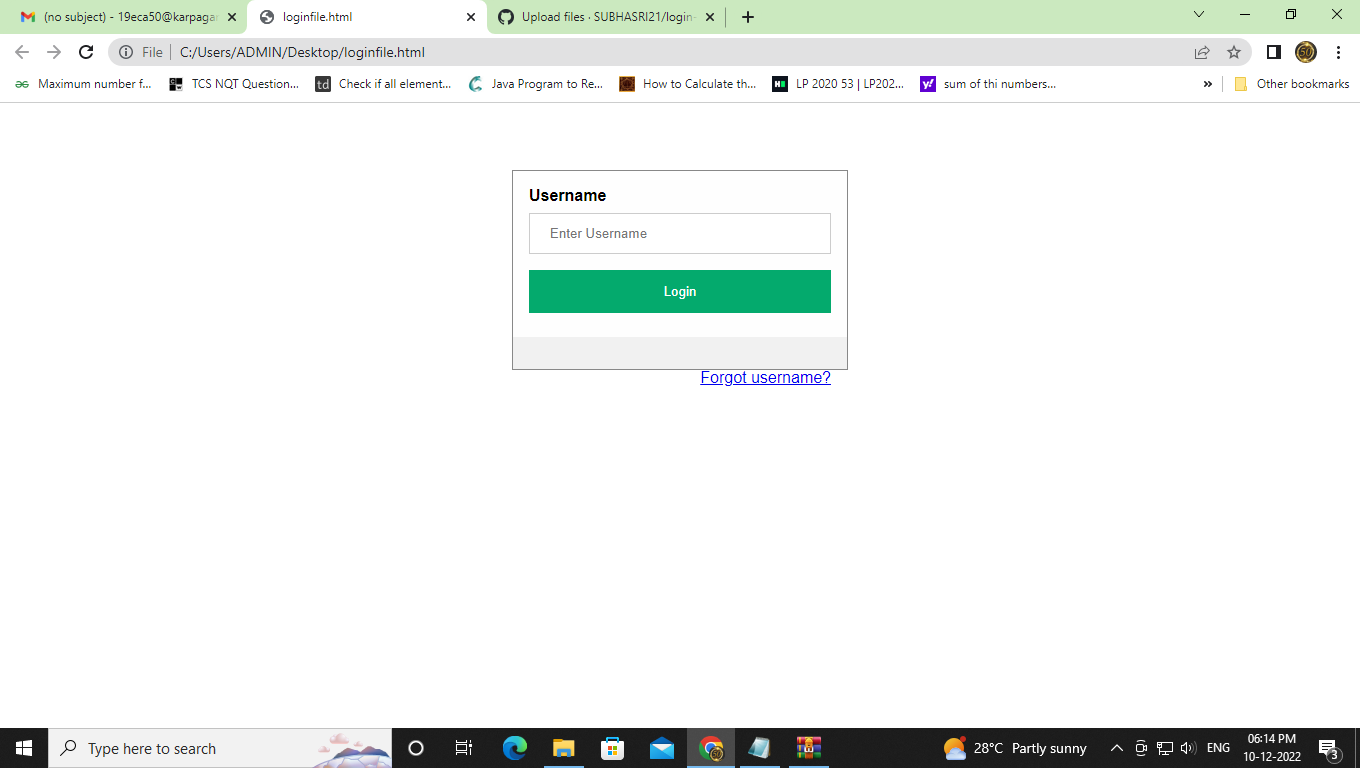 (no subject) - 19eca50@karpaga
loginfile.html
Upload files · SUBHASRI21/login-
File
C:/Users/ADMIN/Desktop/loginfile.html
50
Maximum number f...
TCS NQT Question...
td
Check if all element...
Java Program to Re...
How to Calculate th...
H
LP 2020 53 | LP202...
y!
sum of thi numbers...
»
Other bookmarks
Username
Enter Username
Login
Forgot username?
Type here to search
28°C Partly sunny
ENG
06:14 PM
10-12-2022
3